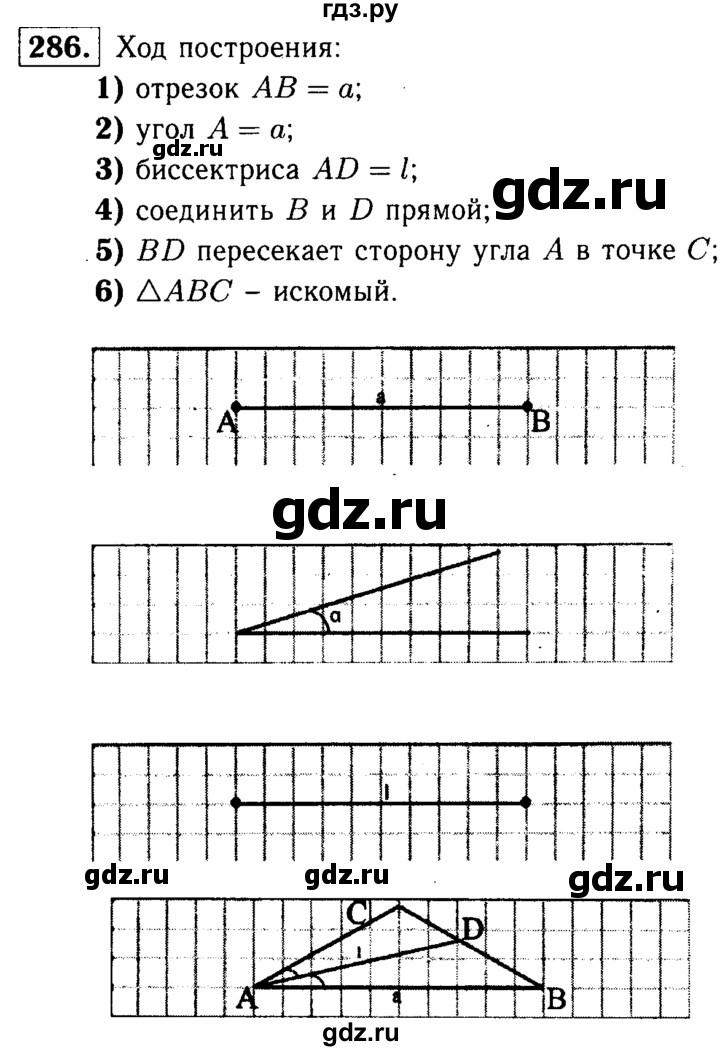 гдз.ру
286. Ход построения:
1) отрезок AB = a;
2) угол A = a;
gdz.ru
3) биссектриса AD = l;
gdz.ru
4) соединить B и D прямой;
5) BD пересекает сторону угла A в точке C;
6) △ABC – искомый.
a
A B
gdz.ru
a
l
gdz.ru gdz.ru gdz.ru
C D
l
A a B
gdz.ru